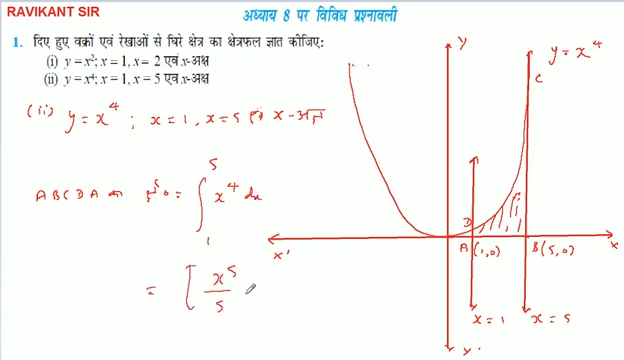 RAVIKANT SIR
अध्याय 8 पर विविध प्रश्नावली
1. दिए हुए वक्रों एवं रेखाओं से घिरे क्षेत्र का क्षेत्रफल ज्ञात कीजिए:
(i) y = x²; x = 1, x = 2 एवं x-अक्ष
(ii) y = x⁴; x = 1, x = 5 एवं x-अक्ष
(ii) y = x⁴ ; x = 1, x = 5
ABCDA का = ∫₁⁵ x⁴ dx
= [ x⁵/5
Y
y = x⁴
C
D
X'
A (1,0)
B (5,0)
X
x = 1
x = 5
Y'